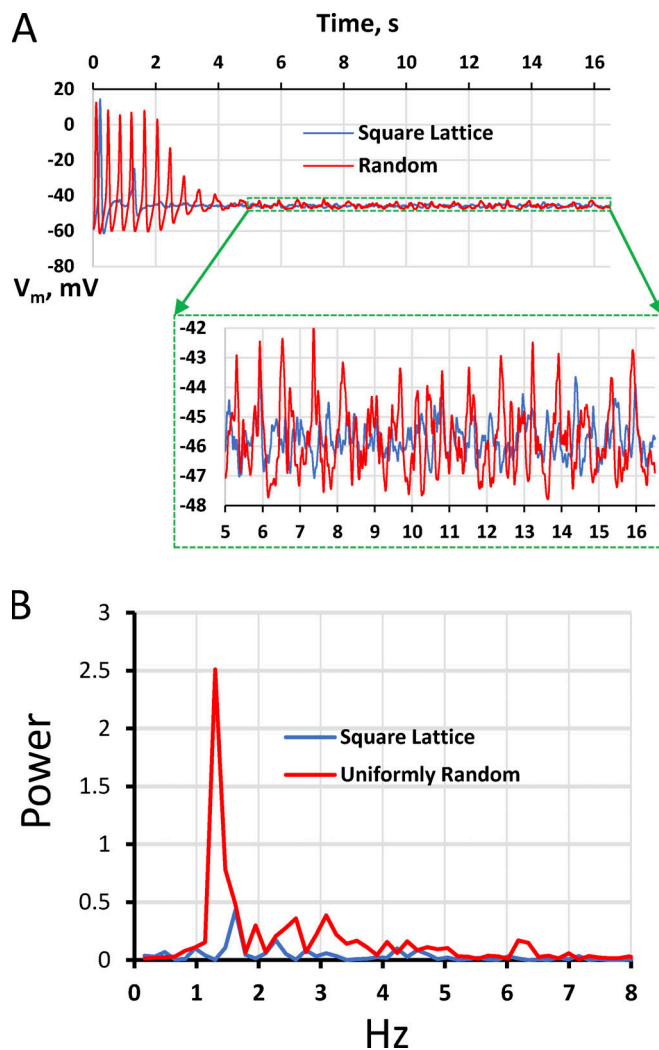 A
Time, s
0 2 4 6 8 10 12 14 16
20
0
-20
-40
-60
-80
Square Lattice
Random
Vm, mV
-42
-43
-44
-45
-46
-47
-48
5 6 7 8 9 10 11 12 13 14 15 16
B
Power
3
2.5
2
1.5
1
0.5
0
Square Lattice
Uniformly Random
0 1 2 3 4 5 6 7 8
Hz